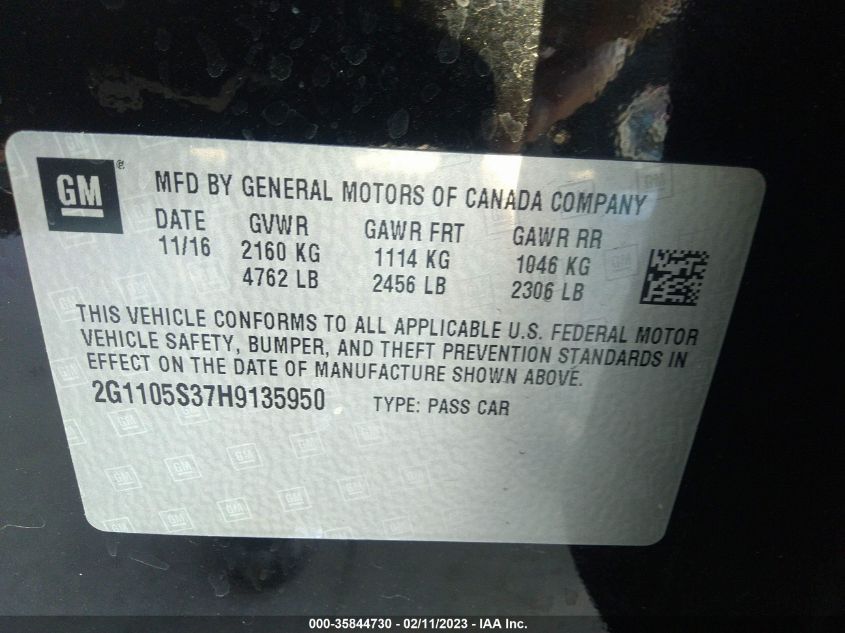 GM ®
MFD BY GENERAL MOTORS OF CANADA COMPANY
DATE GVWR GAWR FRT GAWR RR
11/16 2160 KG 1114 KG 1046 KG
4762 LB 2456 LB 2306 LB
THIS VEHICLE CONFORMS TO ALL APPLICABLE U.S. FEDERAL MOTOR
VEHICLE SAFETY, BUMPER, AND THEFT PREVENTION STANDARDS IN
EFFECT ON THE DATE OF MANUFACTURE SHOWN ABOVE.
2G1105S37H9135950 TYPE: PASS CAR
000-35844730 - 02/11/2023 - IAA Inc.